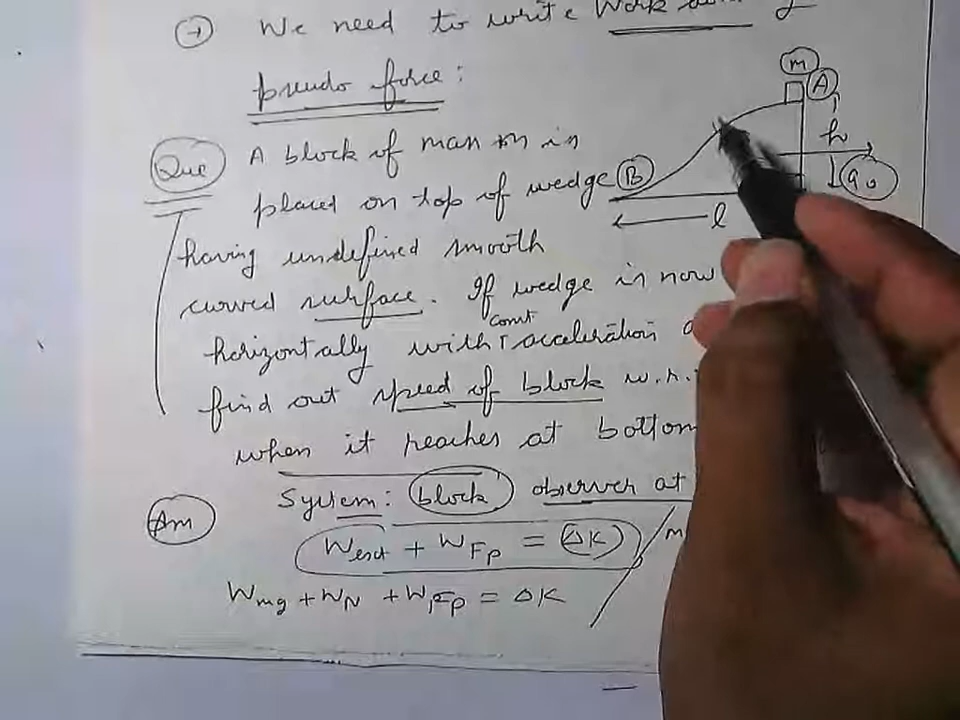 → We need to write Work
pseudo force:
Que A block of mass m is
placed on top of wedge
having undefined smooth
curved surface. If wedge is now
horizontally with const acceleration a
find out speed of block w.r.
when it reaches at bottom
Ans System: block observer at
Wext + WFp = ΔK
Wmg + WN + WFp = ΔK
m
A
h
B
a0
l